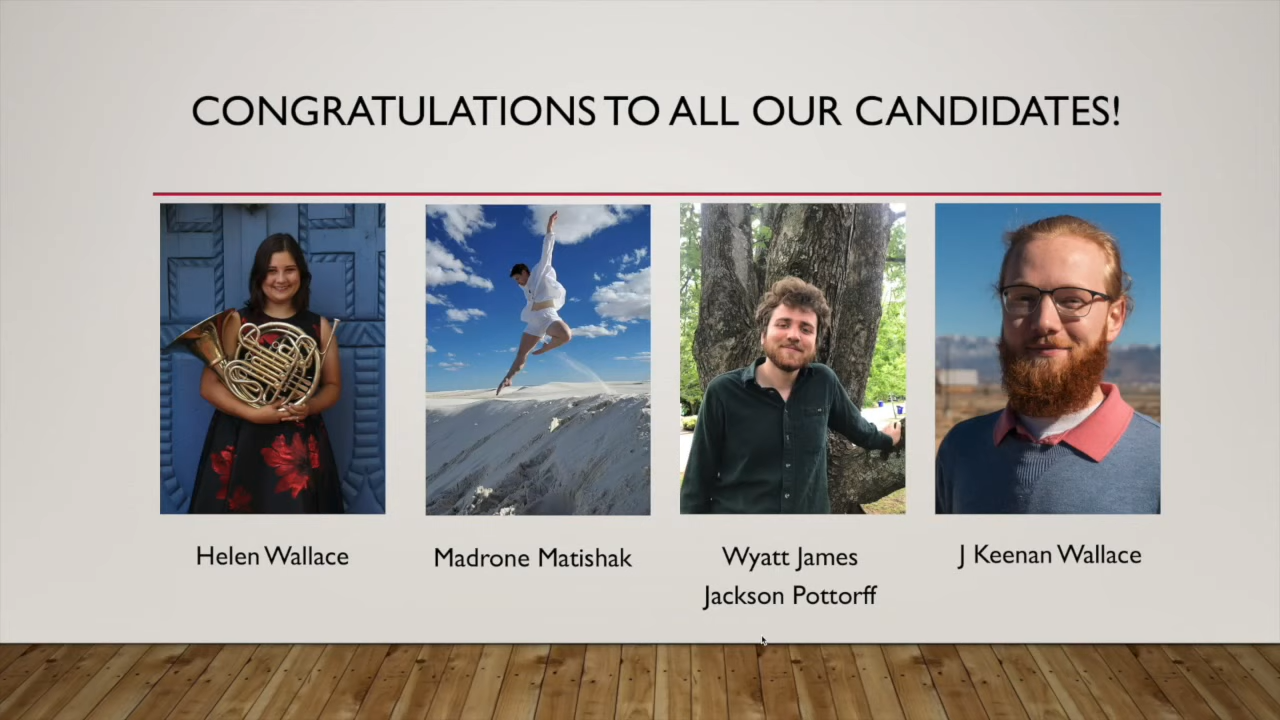 CONGRATULATIONS TO ALL OUR CANDIDATES!
Helen Wallace
Madrone Matishak
Wyatt James
Jackson Pottorff
J Keenan Wallace